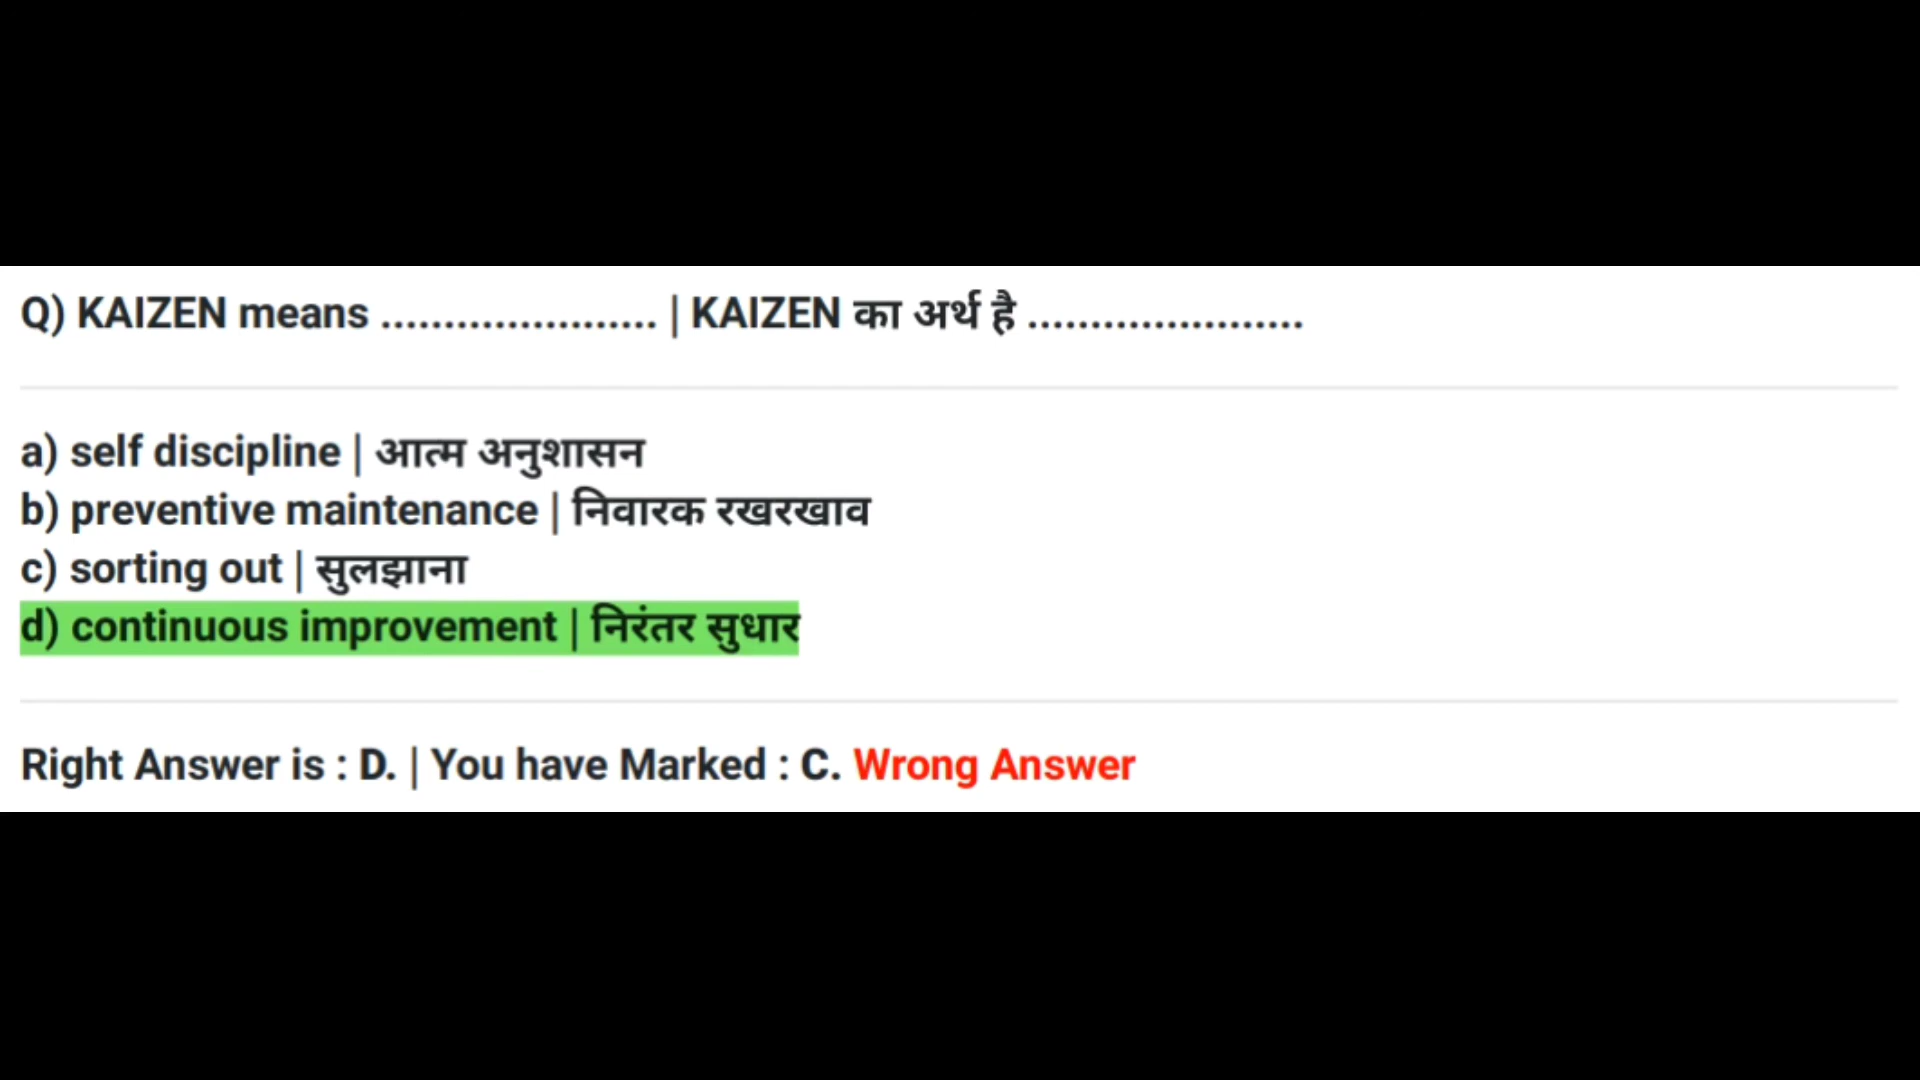 Q) KAIZEN means ...................... | KAIZEN का अर्थ है ......................
a) self discipline | आत्म अनुशासन
b) preventive maintenance | निवारक रखरखाव
c) sorting out | सुलझाना
d) continuous improvement | निरंतर सुधार
Right Answer is : D. | You have Marked : C. Wrong Answer